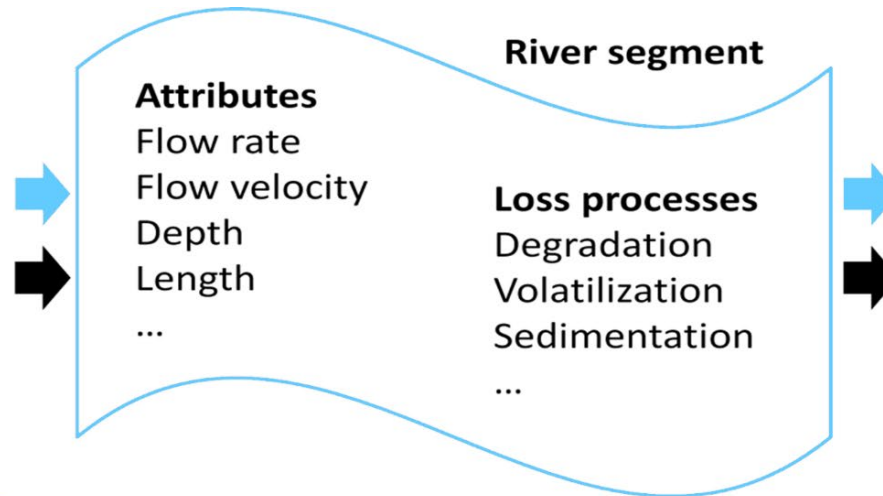 River segment
Attributes
Flow rate
Flow velocity
Depth
Length
...
Loss processes
Degradation
Volatilization
Sedimentation
...